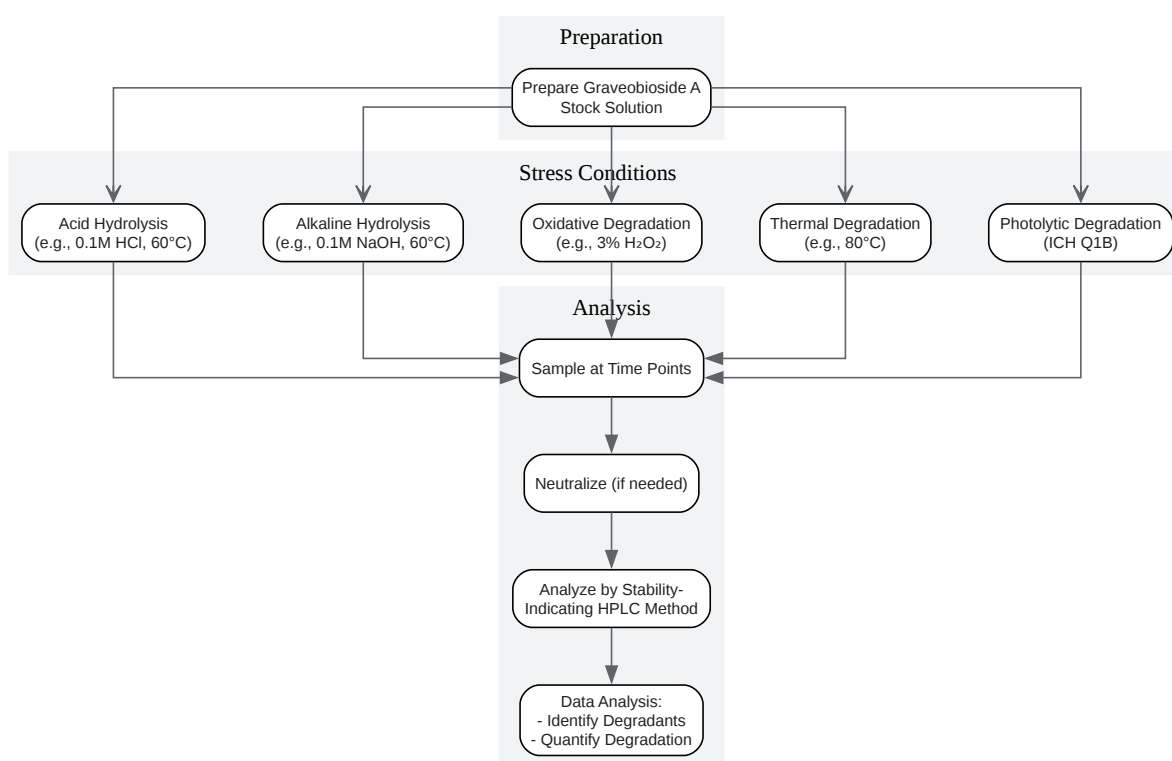 Preparation
Prepare Graveobioside A
Stock Solution
Stress Conditions
Acid Hydrolysis
(e.g., 0.1M HCl, 60°C)
Alkaline Hydrolysis
(e.g., 0.1M NaOH, 60°C)
Oxidative Degradation
(e.g., 3% H₂O₂)
Thermal Degradation
(e.g., 80°C)
Photolytic Degradation
(ICH Q1B)
Analysis
Sample at Time Points
Neutralize (if needed)
Analyze by Stability-
Indicating HPLC Method
Data Analysis:
- Identify Degradants
- Quantify Degradation